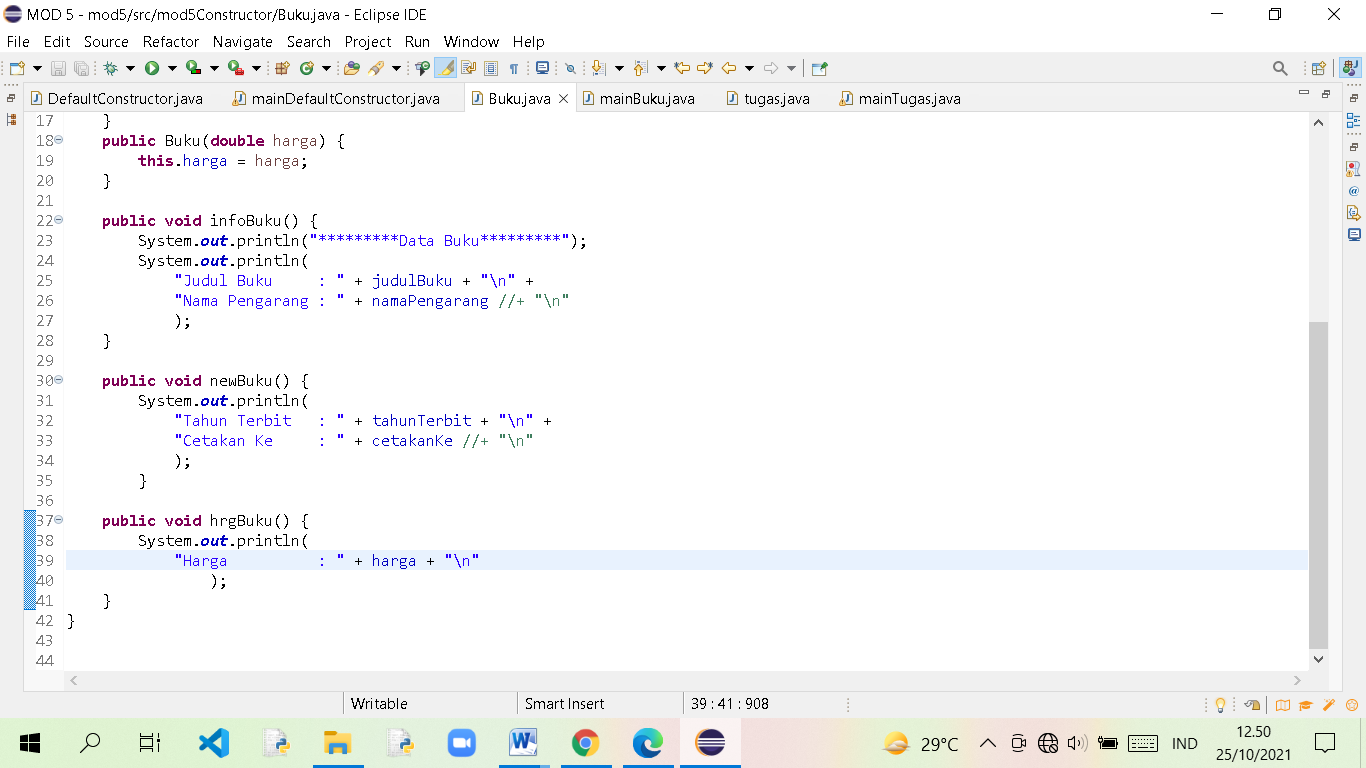 MOD 5 - mod5/src/mod5Constructor/Buku.java - Eclipse IDE
File Edit Source Refactor Navigate Search Project Run Window Help
DefaultConstructor.java mainDefaultConstructor.java Buku.java mainBuku.java tugas.java mainTugas.java
17 }
18 public Buku(double harga) {
19 this.harga = harga;
20 }
21
22 public void infoBuku() {
23 System.out.println("*********Data Buku*********");
24 System.out.println(
25 "Judul Buku     : " + judulBuku + "\n" +
26 "Nama Pengarang : " + namaPengarang //+ "\n"
27 );
28 }
29
30 public void newBuku() {
31 System.out.println(
32 "Tahun Terbit   : " + tahunTerbit + "\n" +
33 "Cetakan Ke     : " + cetakanKe //+ "\n"
34 );
35 }
36
37 public void hrgBuku() {
38 System.out.println(
39 "Harga          : " + harga + "\n"
40 );
41 }
42 }
43
44
Writable Smart Insert 39 : 41 : 908
29°C IND 12.50
25/10/2021